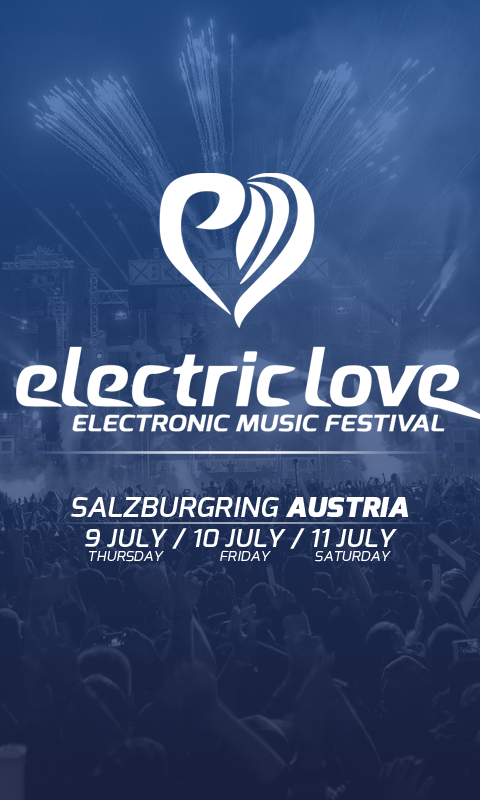 electric love
ELECTRONIC MUSIC FESTIVAL
SALZBURGRING AUSTRIA
9 JULY / 10 JULY / 11 JULY
THURSDAY FRIDAY SATURDAY